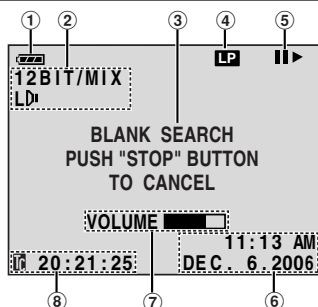 ① ② ③ ④ ⑤
LP
12BIT/MIX
L
BLANK SEARCH
PUSH "STOP" BUTTON
TO CANCEL
VOLUME
11:13 AM
20:21:25 DEC. 6.2006
⑧ ⑦ ⑥